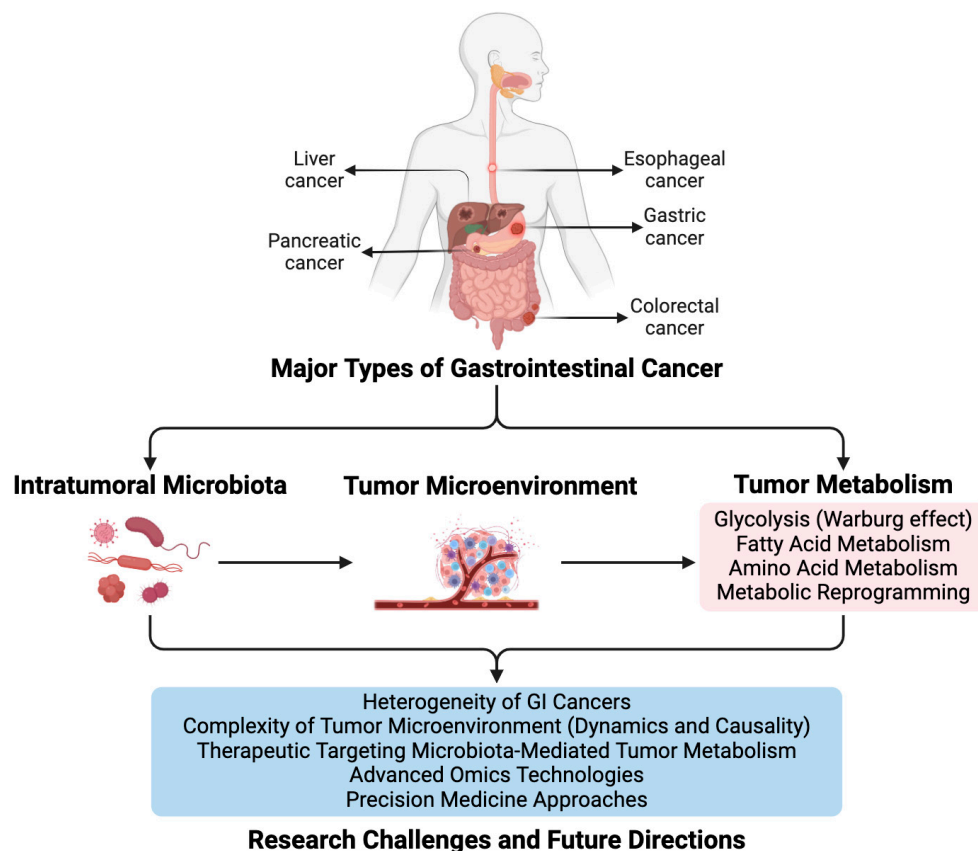 Liver
cancer
Esophageal
cancer
Gastric
cancer
Pancreatic
cancer
Colorectal
cancer
Major Types of Gastrointestinal Cancer
Intratumoral Microbiota
Tumor Microenvironment
Tumor Metabolism
Glycolysis (Warburg effect)
Fatty Acid Metabolism
Amino Acid Metabolism
Metabolic Reprogramming
Heterogeneity of GI Cancers
Complexity of Tumor Microenvironment (Dynamics and Causality)
Therapeutic Targeting Microbiota-Mediated Tumor Metabolism
Advanced Omics Technologies
Precision Medicine Approaches
Research Challenges and Future Directions